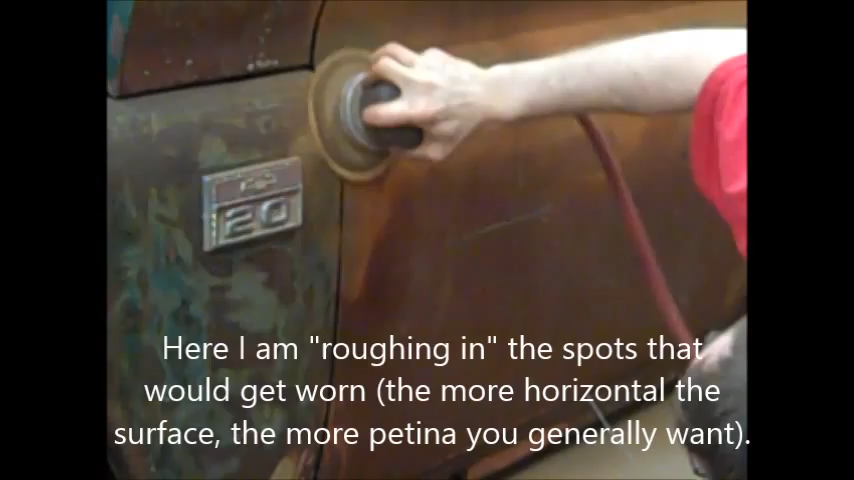 20
Here I am "roughing in" the spots that
would get worn (the more horizontal the
surface, the more petina you generally want).